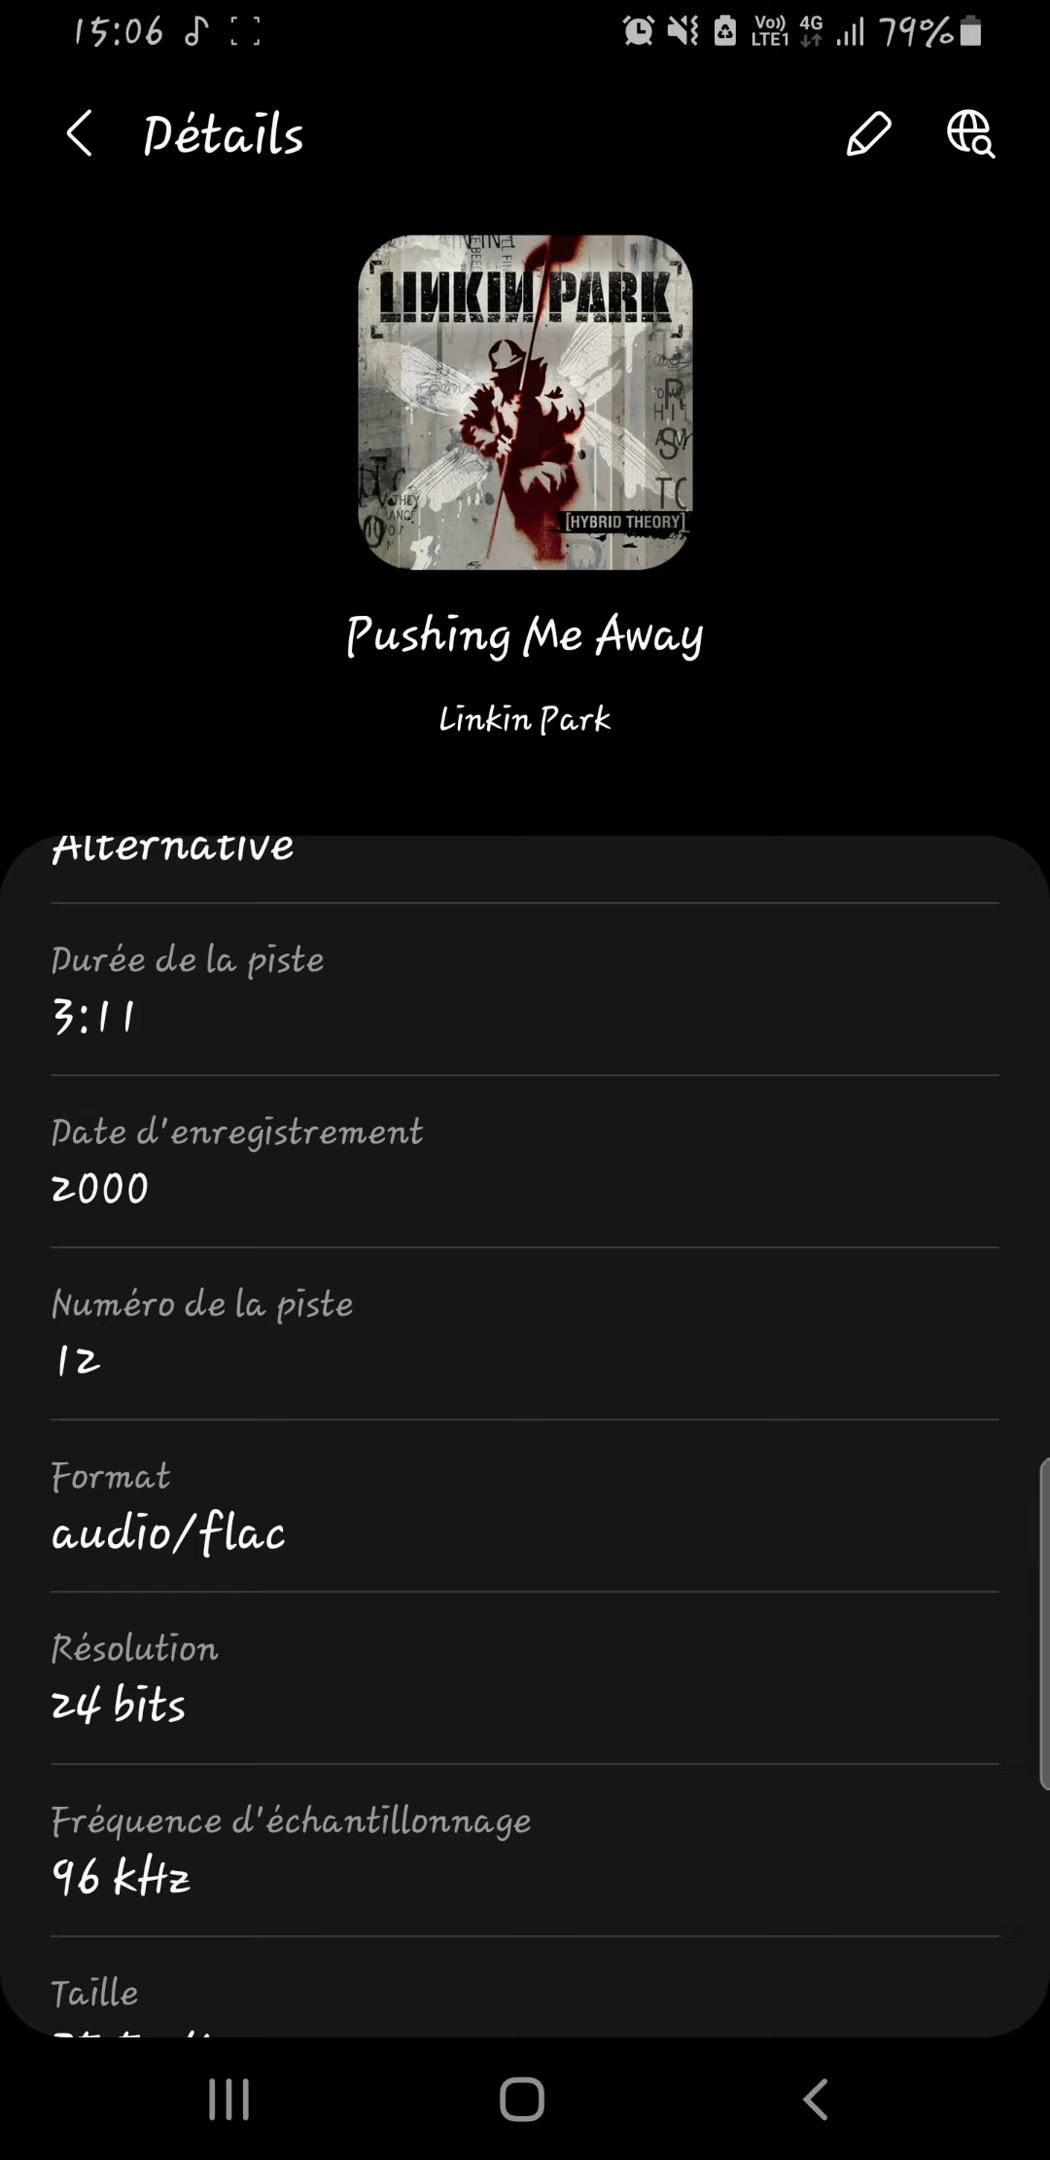 15:06
Vo)) LTE1 4G 79%
Détails
LINKIN PARK
[HYBRID THEORY]
Pushing Me Away
Linkin Park
Alternative
Durée de la piste
3:11
Date d'enregistrement
2000
Numéro de la piste
12
Format
audio/flac
Résolution
24 bits
Fréquence d'échantillonnage
96 kHz
Taille